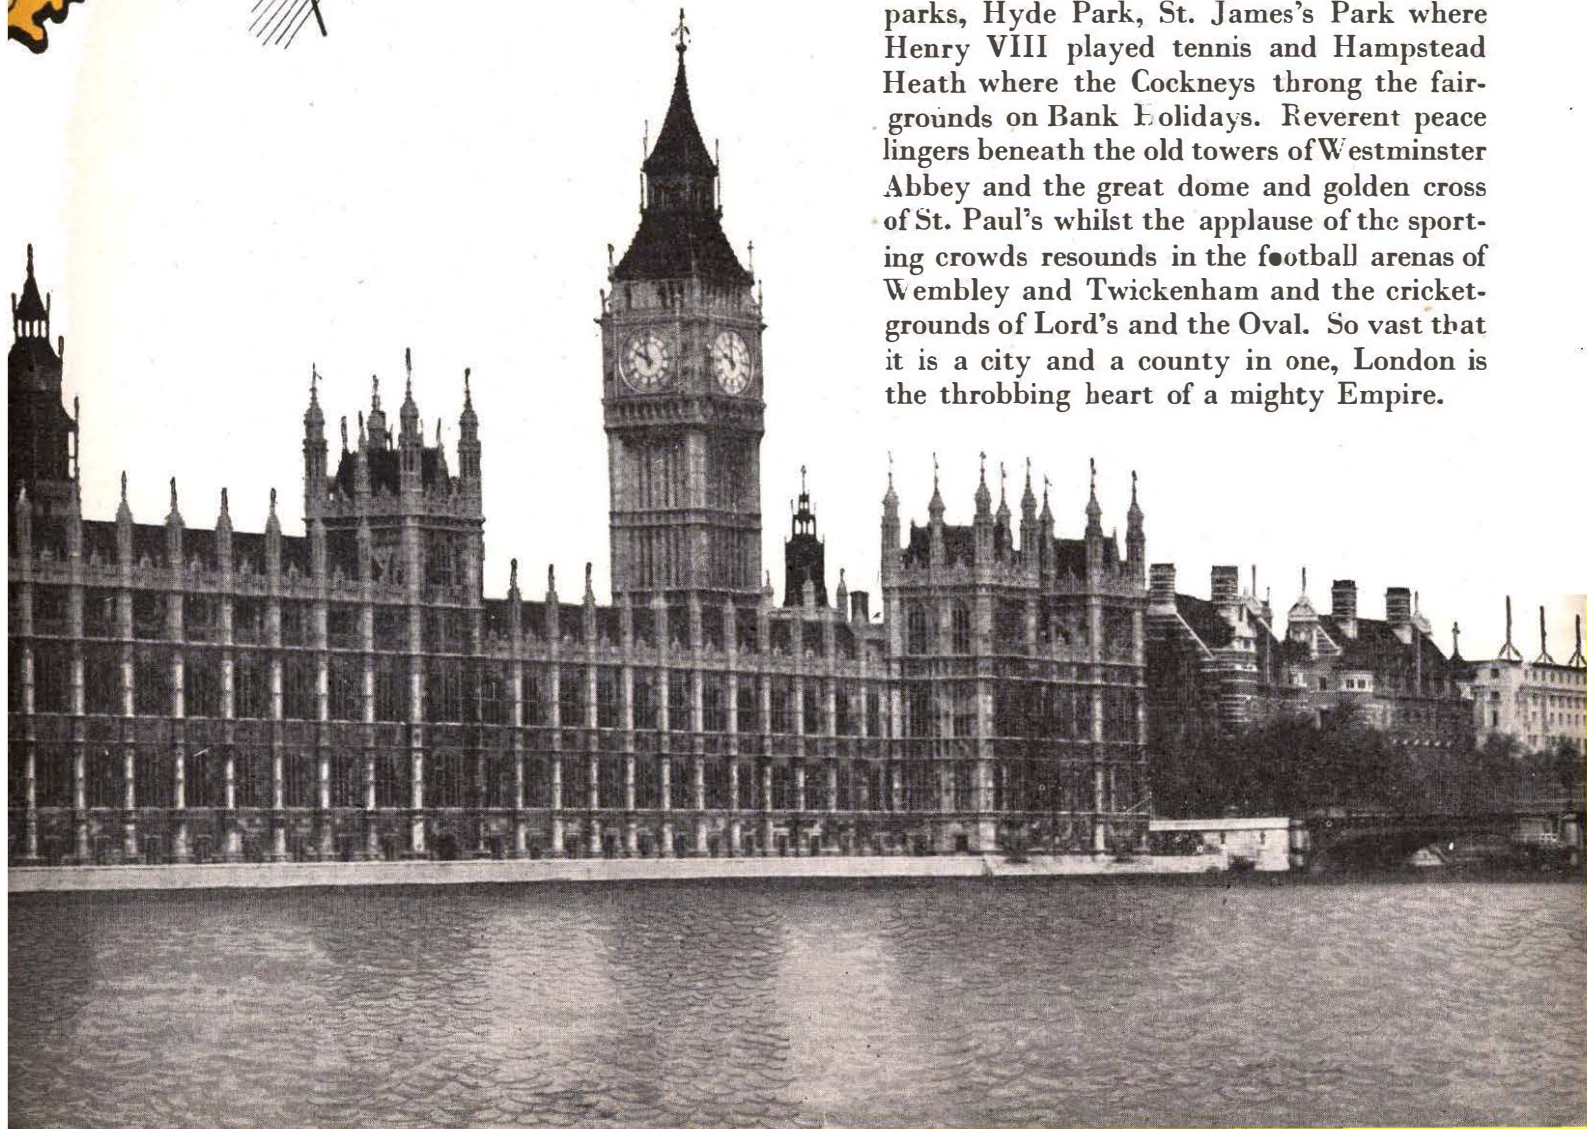 parks, Hyde Park, St. James's Park where
Henry VIII played tennis and Hampstead
Heath where the Cockneys throng the fair-
grounds on Bank Holidays. Reverent peace
lingers beneath the old towers of Westminster
Abbey and the great dome and golden cross
of St. Paul's whilst the applause of the sport-
ing crowds resounds in the football arenas of
Wembley and Twickenham and the cricket-
grounds of Lord's and the Oval. So vast that
it is a city and a county in one, London is
the throbbing heart of a mighty Empire.